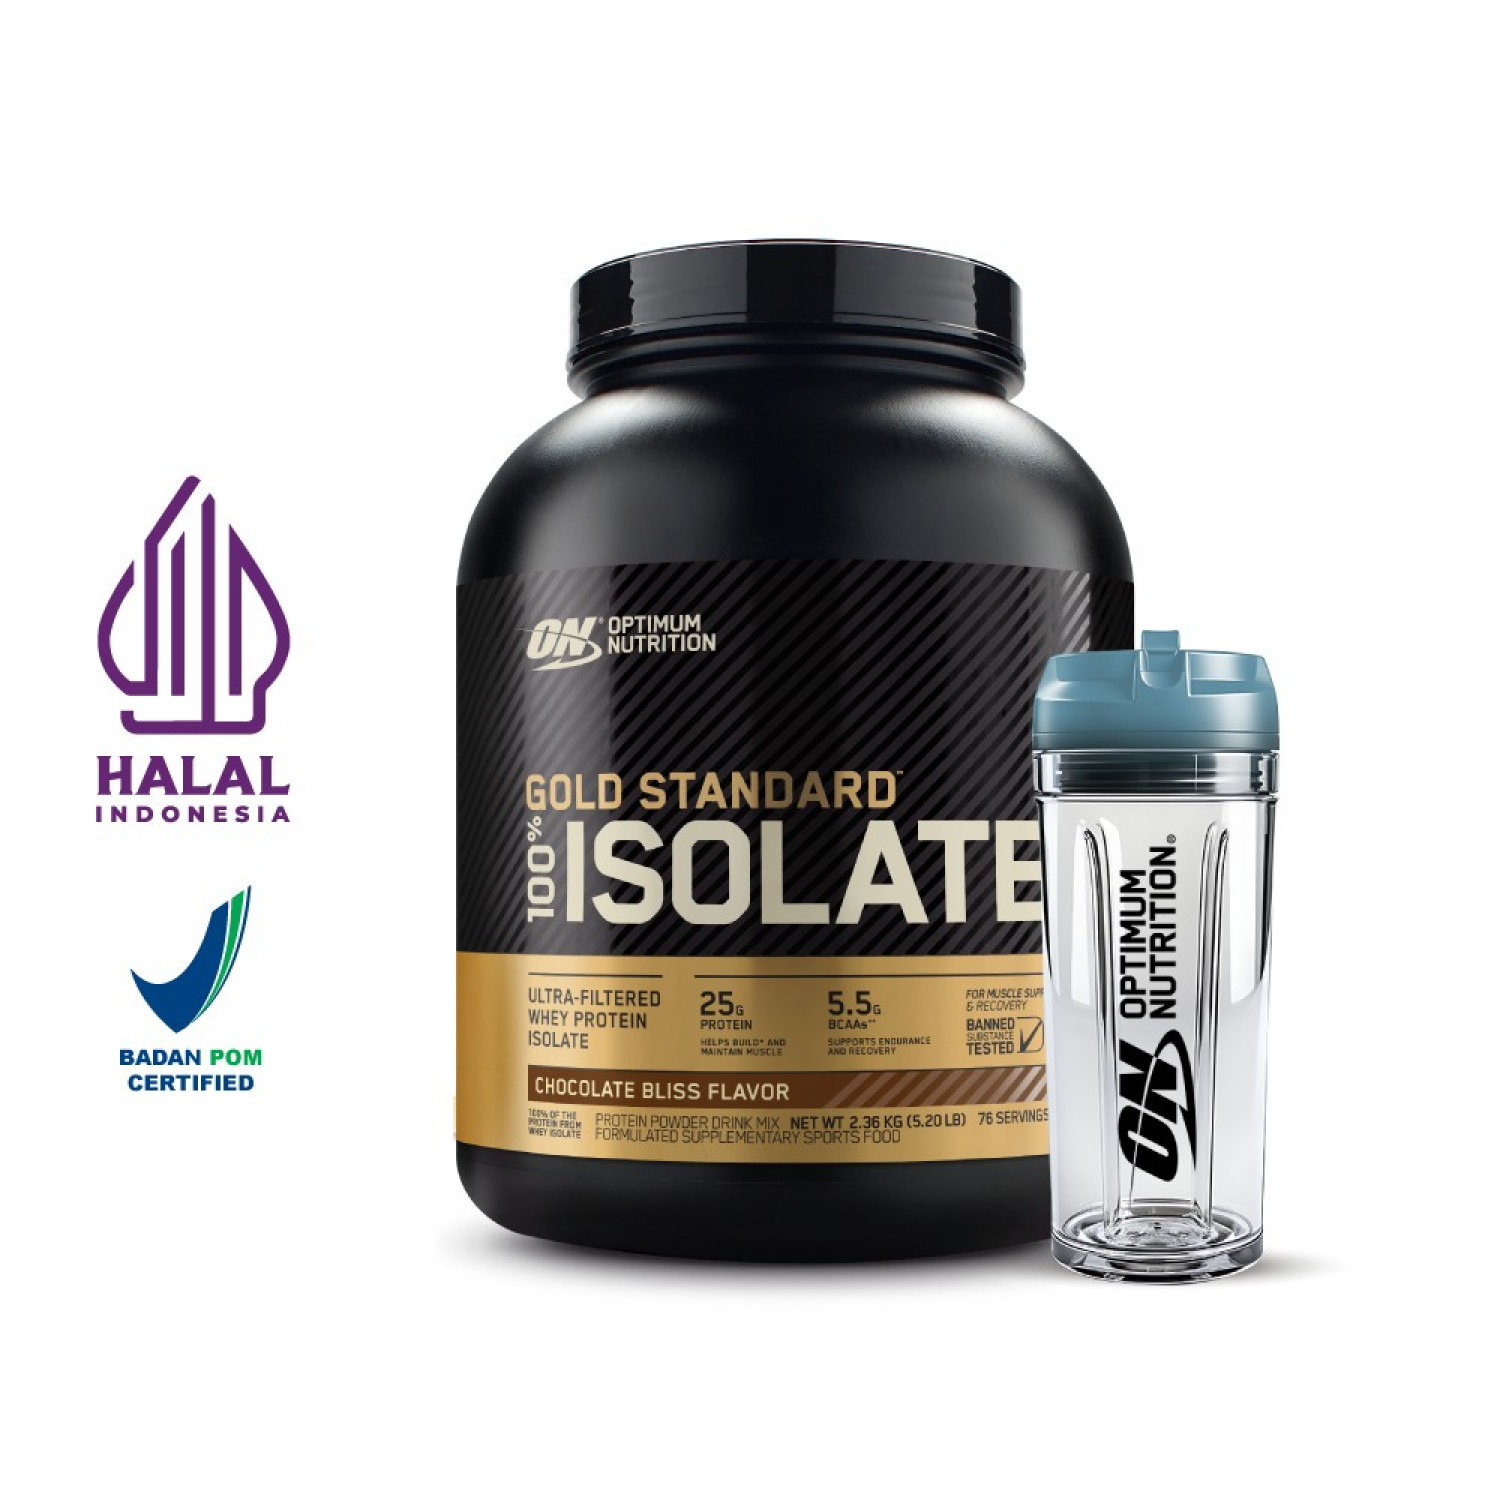 HALAL
INDONESIA
BADAN POM
CERTIFIED
ON® OPTIMUM
NUTRITION
GOLD STANDARD™
100% ISOLATE
ULTRA-FILTERED
WHEY PROTEIN
ISOLATE
25G
PROTEIN
HELPS BUILD* AND
MAINTAIN MUSCLE
5.5G
BCAAs**
SUPPORTS ENDURANCE
AND RECOVERY
FOR MUSCLE SUPP
& RECOVERY
BANNED
SUBSTANCE
TESTED
CHOCOLATE BLISS FLAVOR
100% OF THE
PROTEIN FROM
WHEY ISOLATE
PROTEIN POWDER DRINK MIX NET WT 2.36 KG (5.20 LB) 76 SERVINGS
FORMULATED SUPPLEMENTARY SPORTS FOOD
ON OPTIMUM
NUTRITION®